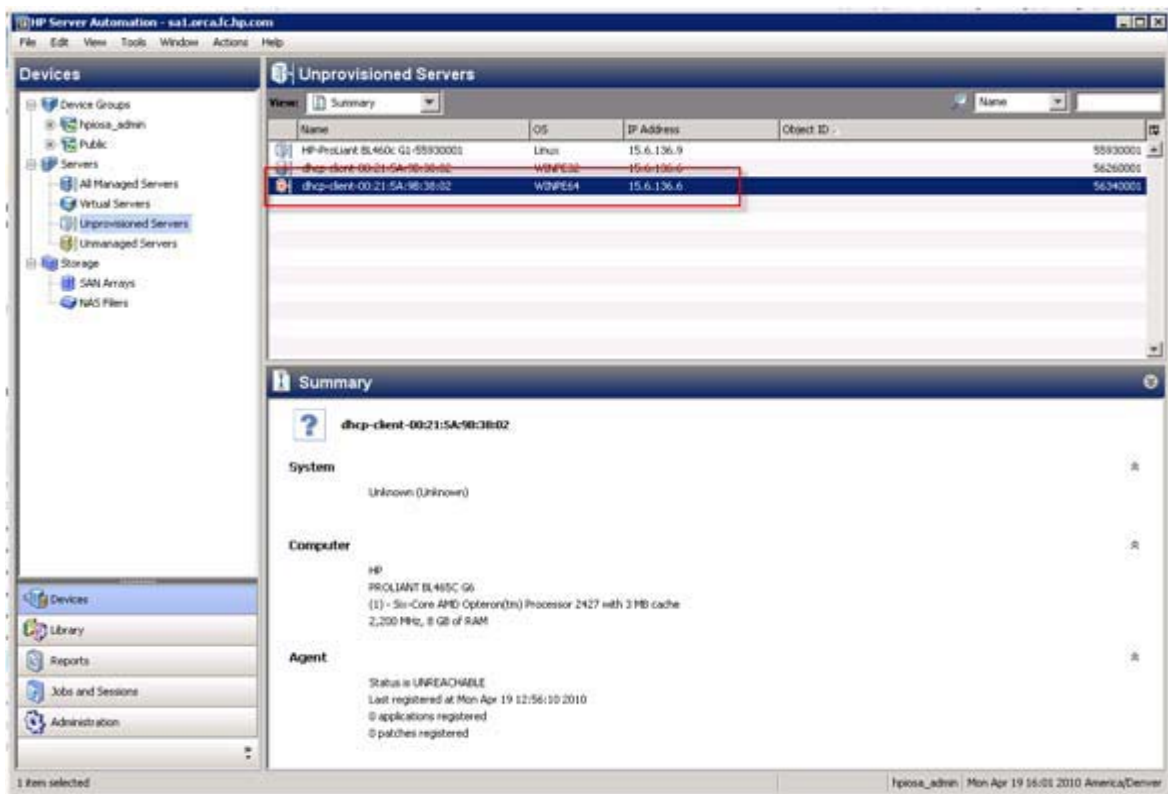 HP Server Automation - sa1.orca.fc.hp.com
File Edit View Tools Window Actions Help
Devices
Device Groups
hpiosa_admin
Public
Servers
All Managed Servers
Virtual Servers
Unprovisioned Servers
Unmanaged Servers
Storage
SAN Arrays
NAS Filers
Devices
Library
Reports
Jobs and Sessions
Administration
Unprovisioned Servers
View: Summary Name
Name OS IP Address Object ID
HP-ProLiant BL460c G1-55930001 Linux 15.6.136.9 55930001
dhcp-client-00:21:5A:9B:38:02 WINPE32 15.6.136.6 56260001
dhcp-client-00:21:5A:9B:38:02 WINPE64 15.6.136.6 56340001
Summary
dhcp-client-00:21:5A:9B:38:02
System
Unknown (Unknown)
Computer
HP
PROLIANT BL465C G6
(1) - Six-Core AMD Opteron(tm) Processor 2427 with 3 MB cache
2,200 MHz, 8 GB of RAM
Agent
Status is UNREACHABLE
Last registered at Mon Apr 19 12:56:10 2010
0 applications registered
0 patches registered
1 item selected
hpiosa_admin Mon Apr 19 16:01 2010 America/Denver